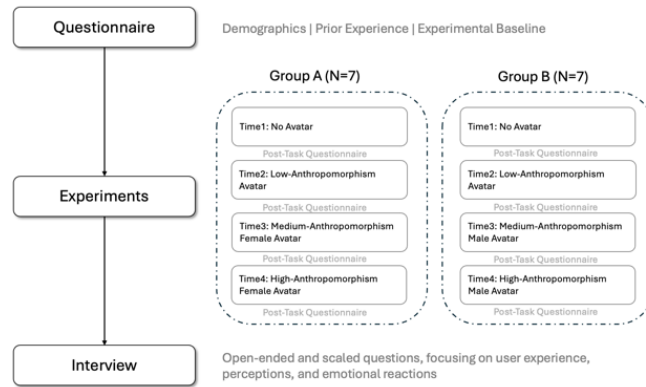 Questionnaire
Demographics | Prior Experience | Experimental Baseline
Group A (N=7)
Time1: No Avatar
Post-Task Questionnaire
Time2: Low-Anthropomorphism
Avatar
Post-Task Questionnaire
Time3: Medium-Anthropomorphism
Female Avatar
Post-Task Questionnaire
Time4: High-Anthropomorphism
Female Avatar
Post-Task Questionnaire
Group B (N=7)
Time1: No Avatar
Post-Task Questionnaire
Time2: Low-Anthropomorphism
Avatar
Post-Task Questionnaire
Time3: Medium-Anthropomorphism
Male Avatar
Post-Task Questionnaire
Time4: High-Anthropomorphism
Male Avatar
Post-Task Questionnaire
Experiments
Interview
Open-ended and scaled questions, focusing on user experience,
perceptions, and emotional reactions